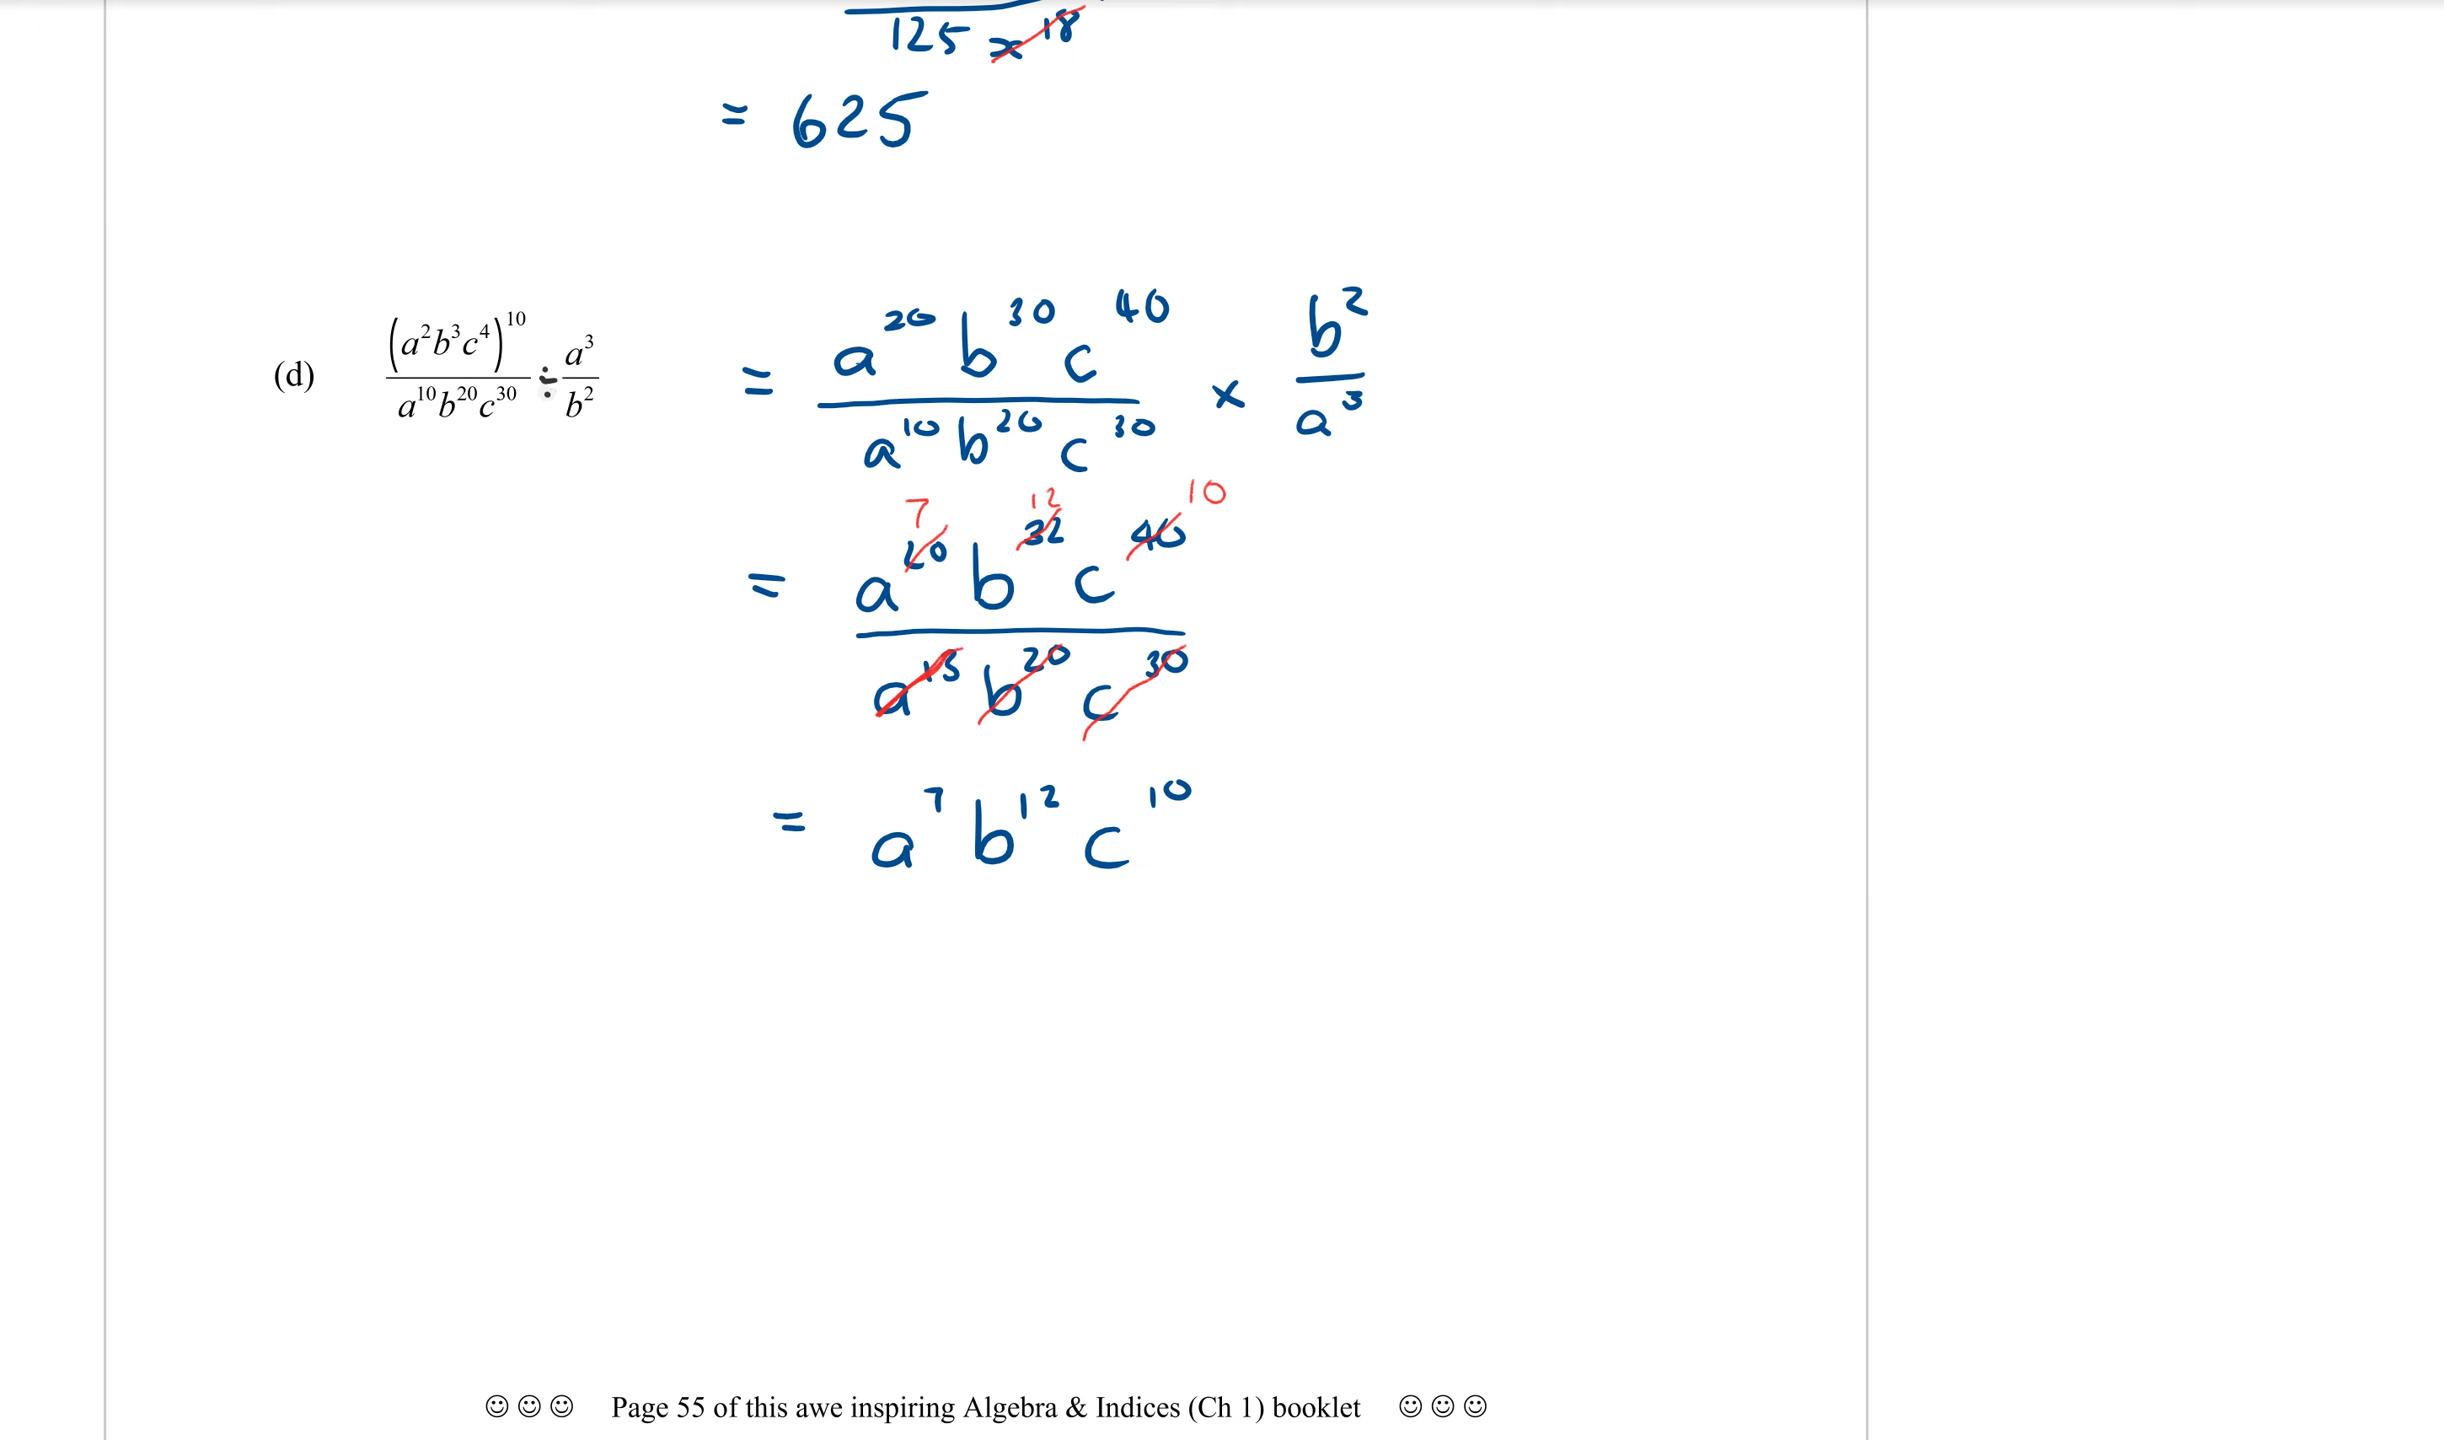 125 x^18
= 625
(d) (a^2b^3c^4)^10 / a^10b^20c^30 ÷ a^3 / b^2 = a^20 b^30 c^40 / a^10 b^20 c^30 × b^2 / a^3
7 12 10
= a^20 b^32 c^40 / a^13 b^20 c^30
= a^7 b^12 c^10
☺ ☺ ☺ Page 55 of this awe inspiring Algebra & Indices (Ch 1) booklet ☺ ☺ ☺